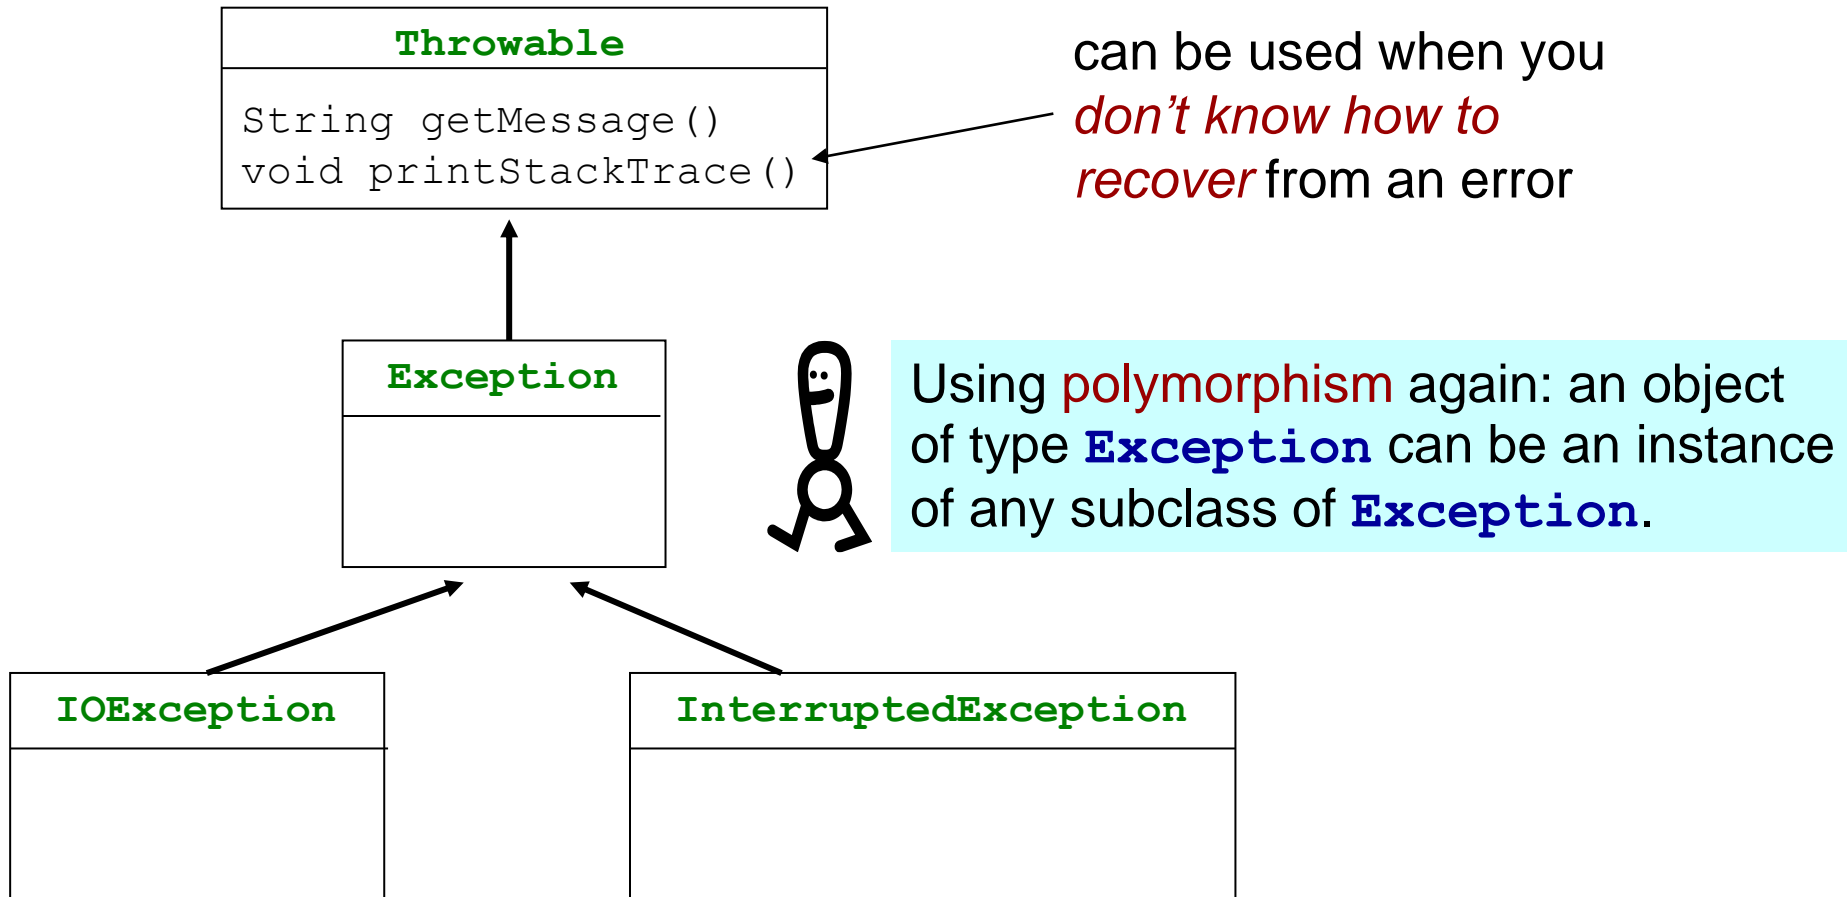 Throwable
String getMessage()
void printStackTrace()
can be used when you
don’t know how to
recover from an error
Exception
Using polymorphism again: an object
of type Exception can be an instance
of any subclass of Exception.
IOException
InterruptedException